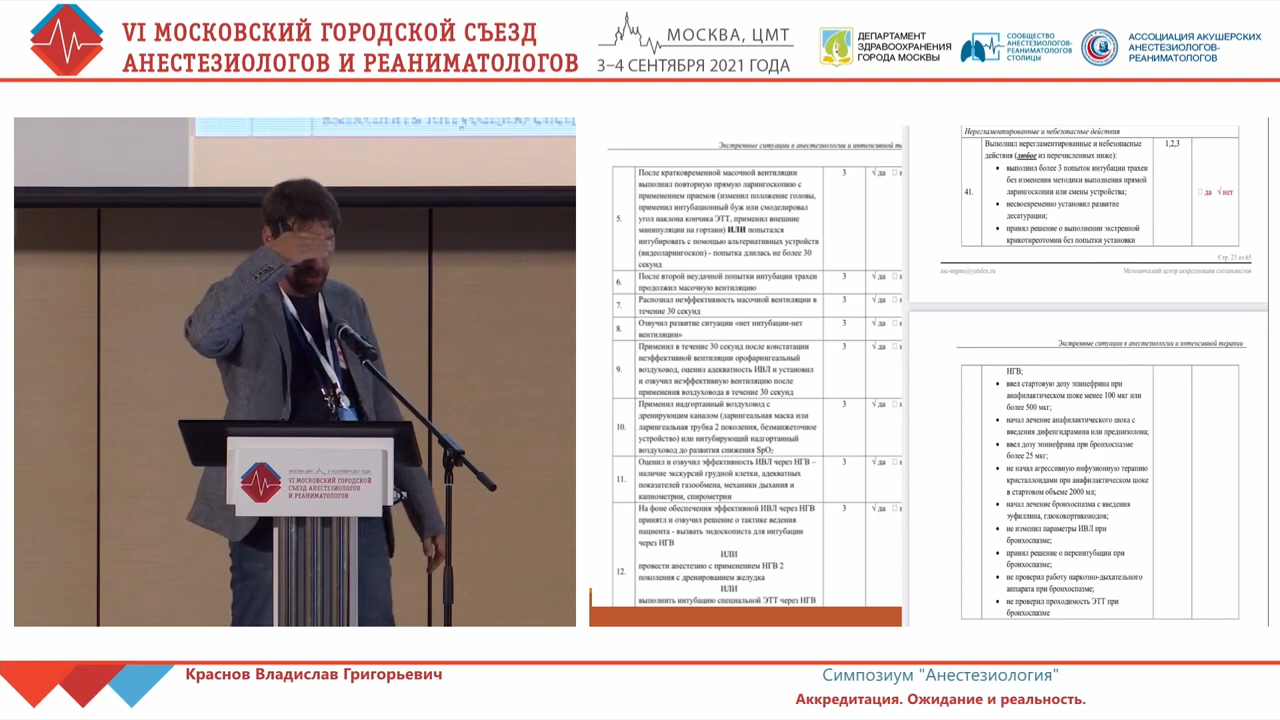 VI МОСКОВСКИЙ ГОРОДСКОЙ СЪЕЗД
АНЕСТЕЗИОЛОГОВ И РЕАНИМАТОЛОГОВ
МОСКВА, ЦМТ
3–4 СЕНТЯБРЯ 2021 ГОДА
ДЕПАРТАМЕНТ
ЗДРАВООХРАНЕНИЯ
ГОРОДА МОСКВЫ
СООБЩЕСТВО
АНЕСТЕЗИОЛОГОВ-
РЕАНИМАТОЛОГОВ
СТОЛИЦЫ
АССОЦИАЦИЯ АКУШЕРСКИХ
АНЕСТЕЗИОЛОГОВ-
РЕАНИМАТОЛОГОВ
VI МОСКОВСКИЙ ГОРОДСКОЙ
СЪЕЗД АНЕСТЕЗИОЛОГОВ
И РЕАНИМАТОЛОГОВ
Экстренные ситуации в анестезиологии и интенсивной те
5.
После кратковременной масочной вентиляции
выполнил повторную прямую ларингоскопию с
применением приемов (изменил положение головы,
применил интубационный буж или смоделировал
угол наклона кончика ЭТТ, применил внешние
манипуляции на гортани) ИЛИ попытался
интубировать с помощью альтернативных устройств
(видеоларингоскоп) - попытка длилась не более 30
секунд
3
√ да
6.
После второй неудачной попытки интубации трахеи
продолжил масочную вентиляцию
3
√ да
7.
Распознал неэффективность масочной вентиляции в
течение 30 секунд
3
√ да
8.
Озвучил развитие ситуации «нет интубации-нет
вентиляции»
3
√ да
9.
Применил в течение 30 секунд после констатации
неэффективной вентиляции орофарингеальный
воздуховод, оценил адекватность ИВЛ и установил
и озвучил неэффективную вентиляцию после
применения воздуховода в течение 30 секунд
3
√ да
10.
Применил надгортанный воздуховод с
дренирующим каналом (ларингеальная маска или
ларингеальная трубка 2 поколения, безманжеточное
устройство) или интубирующий надгортанный
воздуховод до развития снижения SpO₂
3
√ да
11.
Оценил и озвучил эффективность ИВЛ через НГВ –
наличие экскурсий грудной клетки, адекватных
показателей газообмена, механики дыхания и
капнометрии, спирометрии
3
√ да
12.
На фоне обеспечения эффективной ИВЛ через НГВ
принял и озвучил решение о тактике ведения
пациента - вызвать эндоскописта для интубации
через НГВ
ИЛИ
провести анестезию с применением НГВ 2
поколения с дренированием желудка
ИЛИ
выполнить интубацию специальной ЭТТ через НГВ
3
√ да
Нерегламентированные и небезопасные действия
41.
Выполнил нерегламентированные и небезопасные
действия (любое из перечисленных ниже):
• выполнил более 3 попыток интубации трахеи
без изменения методики выполнения прямой
ларингоскопии или смены устройства;
• несвоевременно установил развитие
десатурации;
• принял решение о выполнении экстренной
крикотиреотомии без попытки установки
1,2,3
□ да √ нет
Стр. 23 из 65
Методический центр аккредитации специалистов
Экстренные ситуации в анестезиологии и интенсивной терапии
НГВ;
• ввел стартовую дозу эпинефрина при
анафилактическом шоке менее 100 мкг или
более 500 мкг;
• начал лечение анафилактического шока с
введения дифенгидрамина или преднизолона;
• ввел дозу эпинефрина при бронхоспазме
более 25 мкг;
• не начал агрессивную инфузионную терапию
кристаллоидами при анафилактическом шоке
в стартовом объеме 2000 мл;
• начал лечение бронхоспазма с введения
эуфиллина, глюкокортикоидов;
• не изменил параметры ИВЛ при
бронхоспазме;
• принял решение о реинтубации при
бронхоспазме;
• не проверил работу наркозно-дыхательного
аппарата при бронхоспазме;
• не проверил проходимость ЭТТ при
бронхоспазме
Краснов Владислав Григорьевич
Симпозиум "Анестезиология"
Аккредитация. Ожидание и реальность.